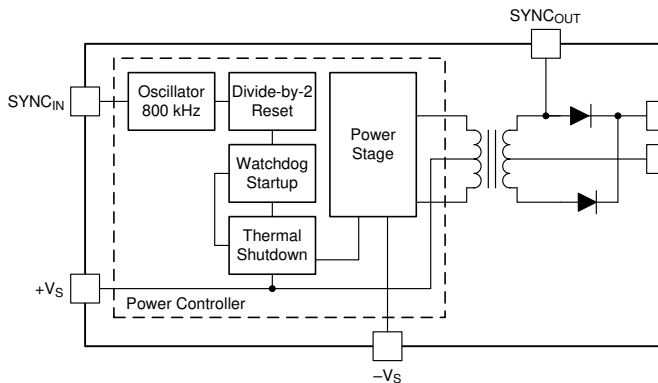 SYNCOUT
SYNCIN
Oscillator
800 kHz
Divide-by-2
Reset
Watchdog
Startup
Thermal
Shutdown
Power
Stage
+VS
Power Controller
–VS